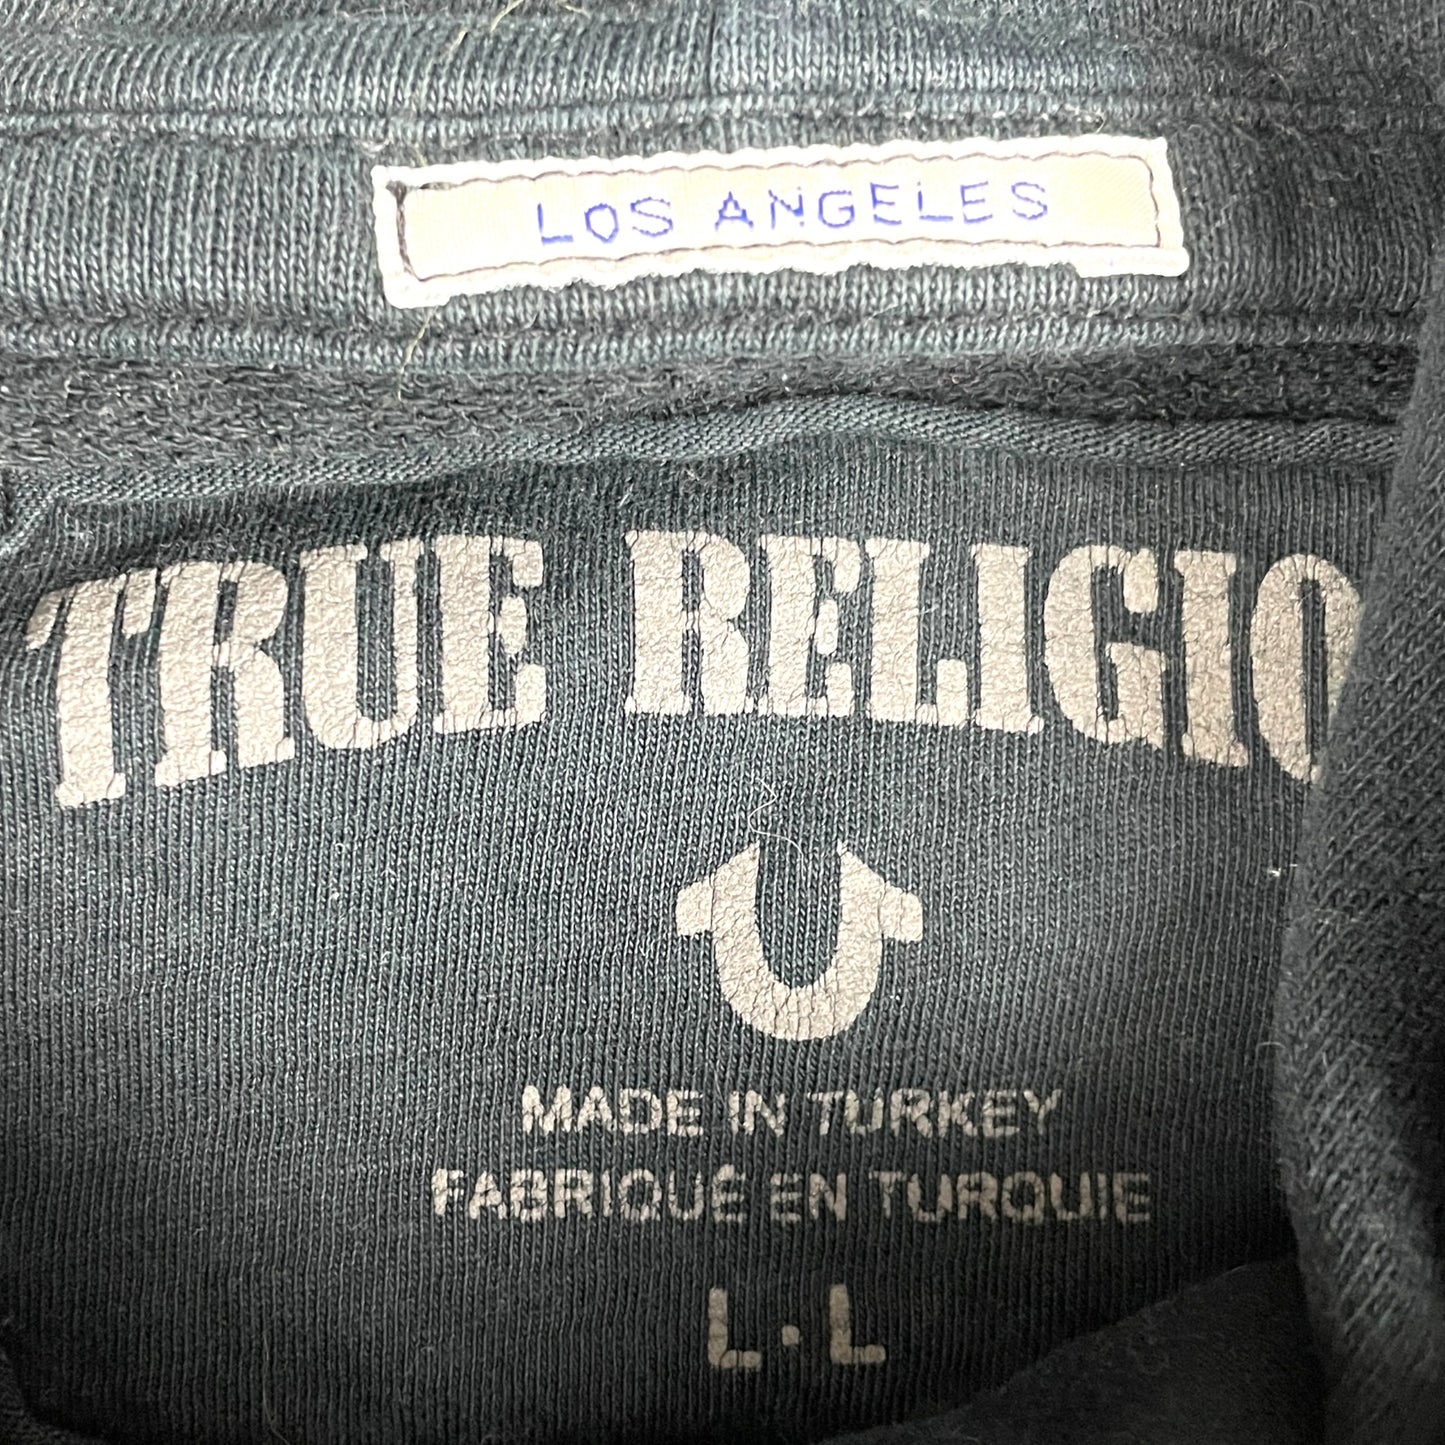 LOS ANGELES
TRUE RELIGIO
MADE IN TURKEY
FABRIQUÉ EN TURQUIE
L·L